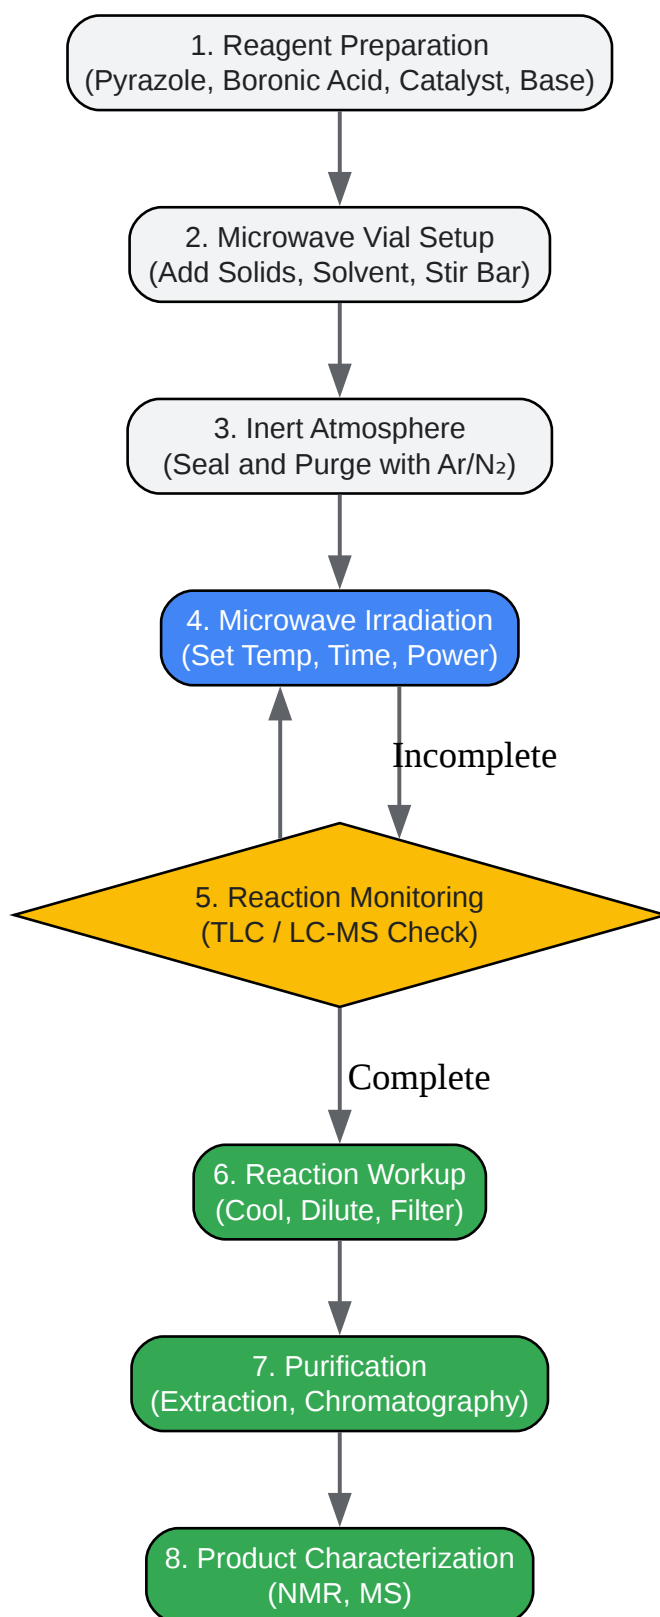 1. Reagent Preparation
(Pyrazole, Boronic Acid, Catalyst, Base)
2. Microwave Vial Setup
(Add Solids, Solvent, Stir Bar)
3. Inert Atmosphere
(Seal and Purge with Ar/N₂)
4. Microwave Irradiation
(Set Temp, Time, Power)
Incomplete
5. Reaction Monitoring
(TLC / LC-MS Check)
Complete
6. Reaction Workup
(Cool, Dilute, Filter)
7. Purification
(Extraction, Chromatography)
8. Product Characterization
(NMR, MS)